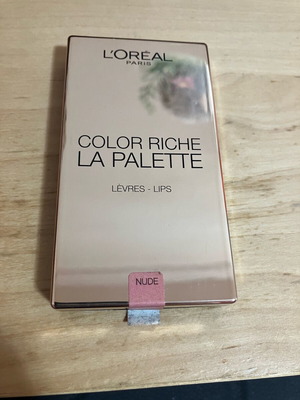 L'ORÉAL
PARIS
COLOR RICHE
LA PALETTE
LÈVRES - LIPS
NUDE